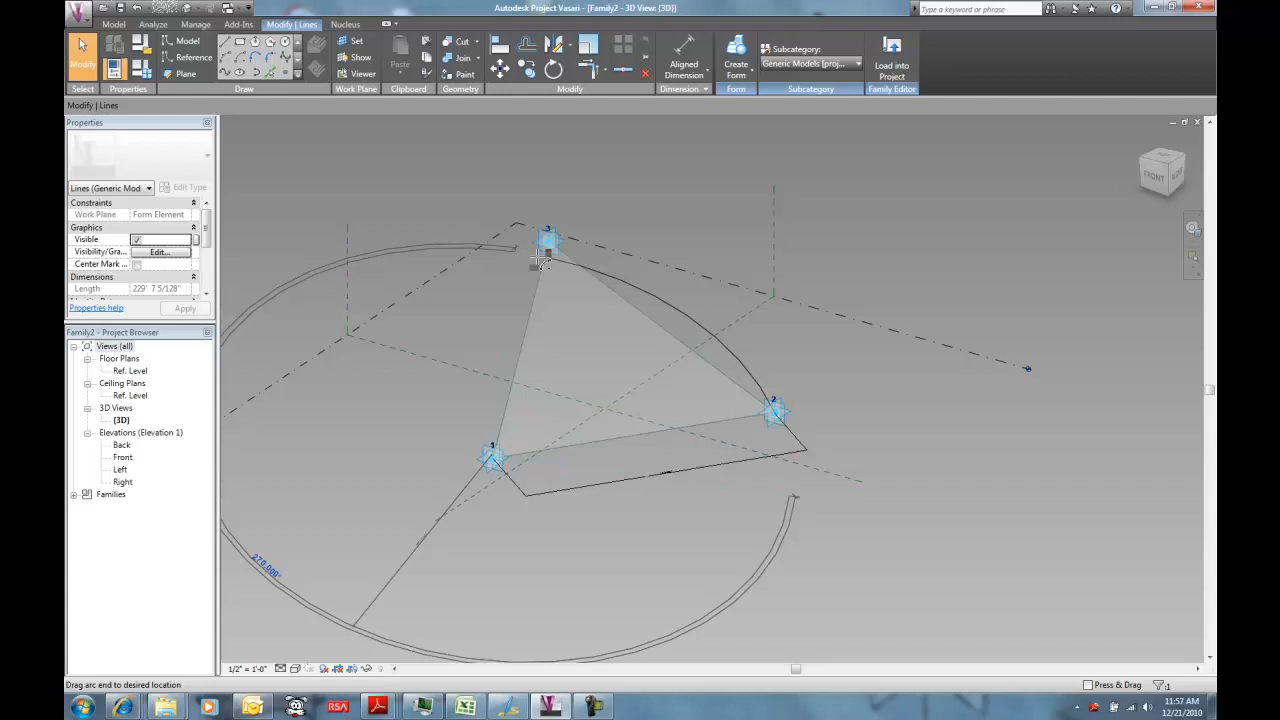 Autodesk Project Vasari - [Family2 - 3D View: {3D}]
Type a keyword or phrase
Model Analyze Manage Add-Ins Modify | Lines Nucleus
Modify
Model
Reference
Plane
Set
Show
Viewer
Paste
Cut
Join
Paint
Aligned
Dimension
Create
Form
Subcategory:
Generic Models [proj...
Load into
Project
Select Properties Draw Work Plane Clipboard Geometry Modify Dimension Form Subcategory Family Editor
Modify | Lines
Properties
Lines (Generic Mod
Edit Type
Constraints
Work Plane Form Element
Graphics
Visible
Visibility/Gra... Edit...
Center Mark ...
Dimensions
Length 229' 7 5/128"
Properties help Apply
Family2 - Project Browser
Views (all)
Floor Plans
Ref. Level
Ceiling Plans
Ref. Level
3D Views
{3D}
Elevations (Elevation 1)
Back
Front
Left
Right
Families
FRONT
3
2
1
270.000°
1/2" = 1'-0"
Drag arc end to desired location
Press & Drag
:1
RSA
11:57 AM
12/21/2010